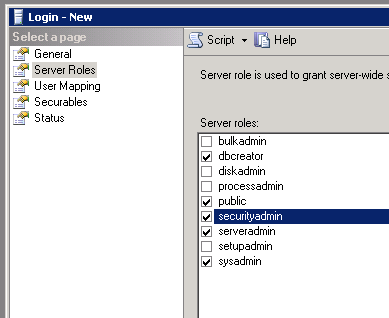 Login - New
Select a page
General
Server Roles
User Mapping
Securables
Status
Script
Help
Server role is used to grant server-wide
Server roles:
bulkadmin
dbcreator
diskadmin
processadmin
public
securityadmin
serveradmin
setupadmin
sysadmin